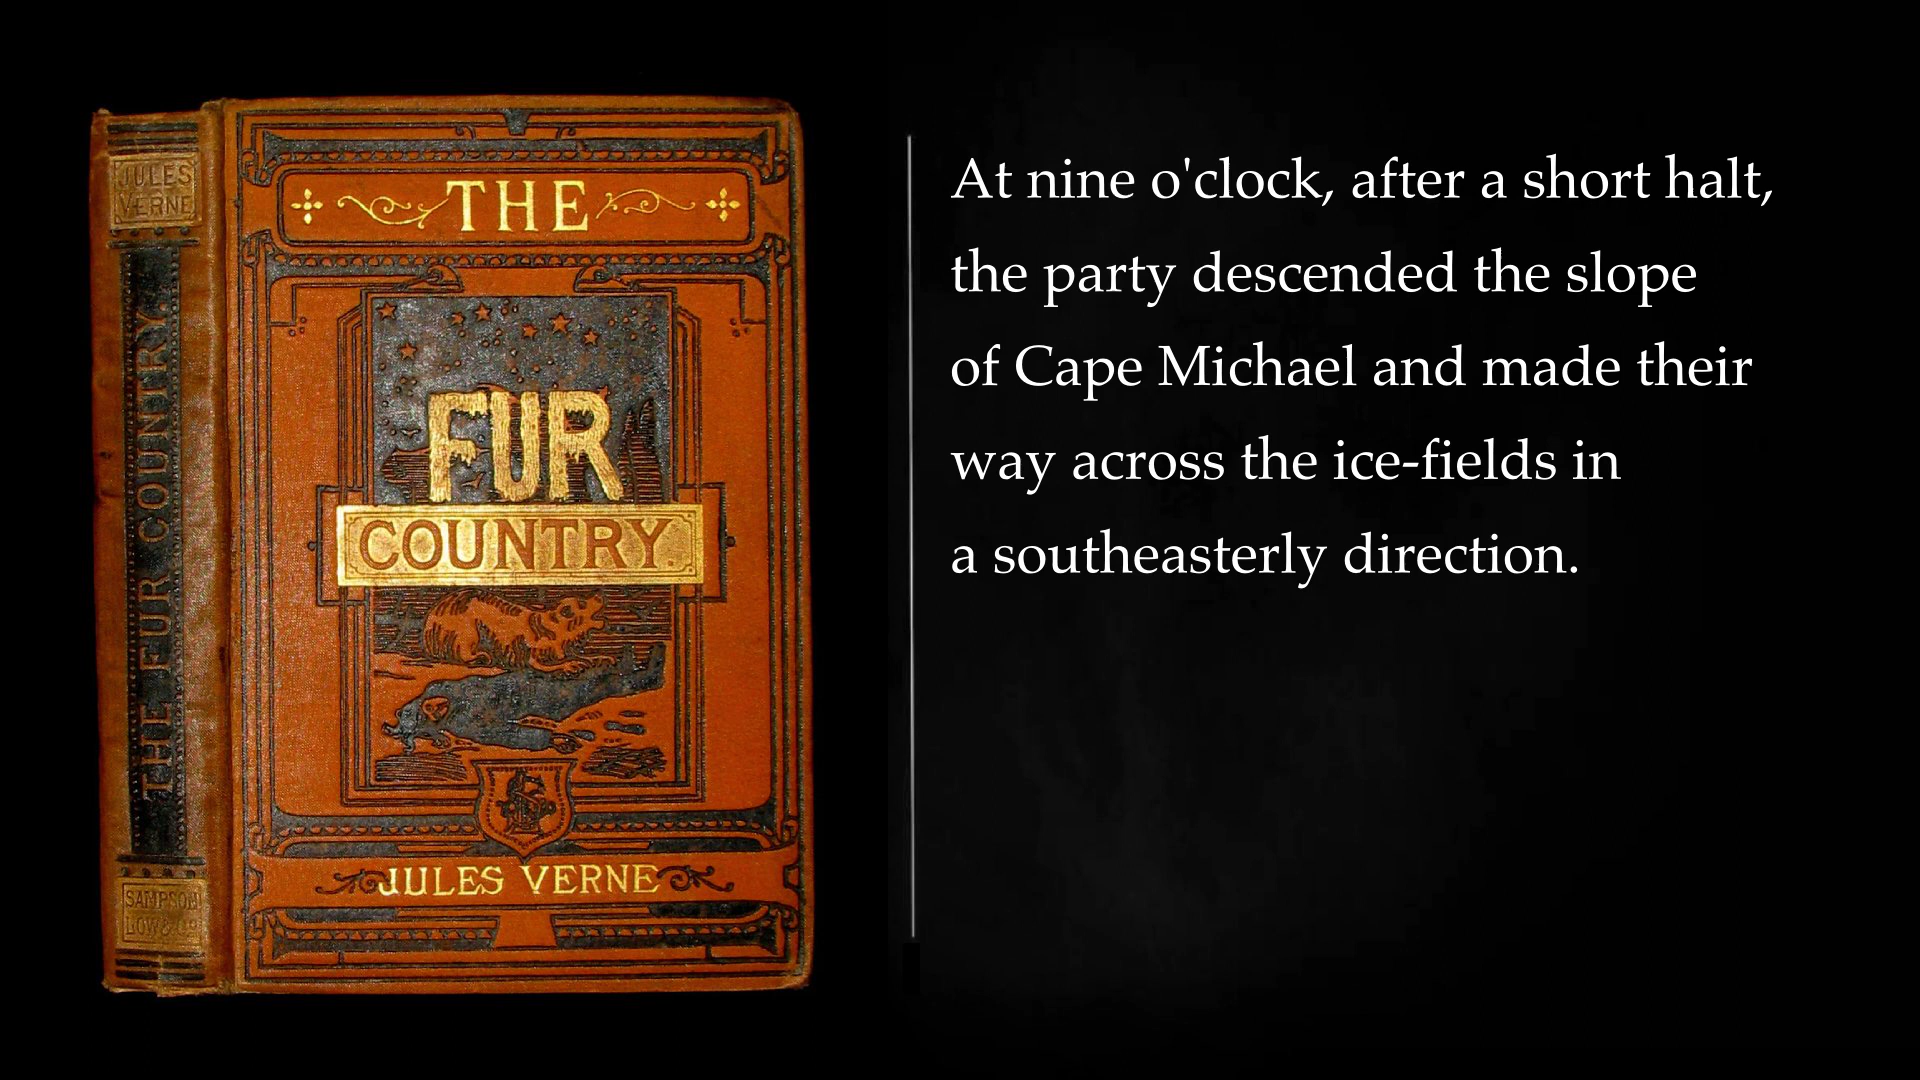 JULES
VERNE
THE FUR COUNTRY.
SAMPSON
LOW & Co
THE
FUR
COUNTRY.
JULES VERNE
At nine o'clock, after a short halt,
the party descended the slope
of Cape Michael and made their
way across the ice-fields in
a southeasterly direction.